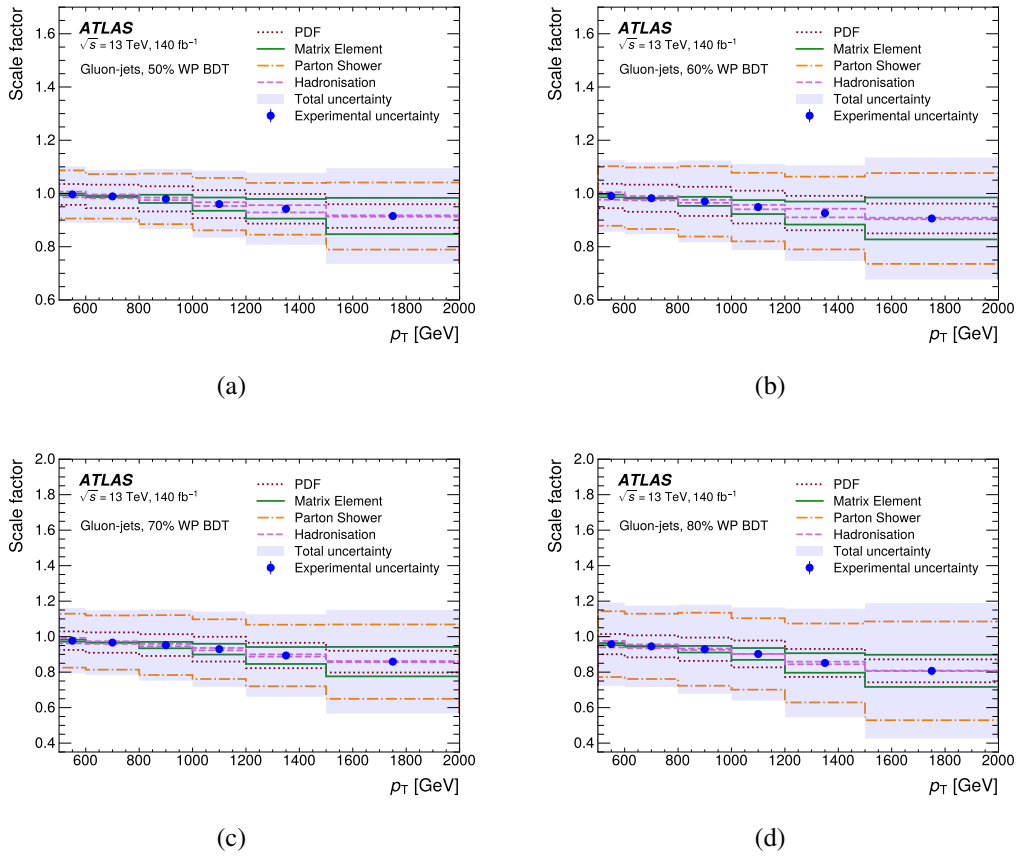 Scale factor
1.6
1.4
1.2
1.0
0.8
0.6
ATLAS
√s = 13 TeV, 140 fb⁻¹
Gluon-jets, 50% WP BDT
PDF
Matrix Element
Parton Shower
Hadronisation
Total uncertainty
Experimental uncertainty
600 800 1000 1200 1400 1600 1800 2000
pT [GeV]
(a)
Scale factor
1.6
1.4
1.2
1.0
0.8
0.6
ATLAS
√s = 13 TeV, 140 fb⁻¹
Gluon-jets, 60% WP BDT
PDF
Matrix Element
Parton Shower
Hadronisation
Total uncertainty
Experimental uncertainty
600 800 1000 1200 1400 1600 1800 2000
pT [GeV]
(b)
Scale factor
2.0
1.8
1.6
1.4
1.2
1.0
0.8
0.6
0.4
ATLAS
√s = 13 TeV, 140 fb⁻¹
Gluon-jets, 70% WP BDT
PDF
Matrix Element
Parton Shower
Hadronisation
Total uncertainty
Experimental uncertainty
600 800 1000 1200 1400 1600 1800 2000
pT [GeV]
(c)
Scale factor
2.0
1.8
1.6
1.4
1.2
1.0
0.8
0.6
0.4
ATLAS
√s = 13 TeV, 140 fb⁻¹
Gluon-jets, 80% WP BDT
PDF
Matrix Element
Parton Shower
Hadronisation
Total uncertainty
Experimental uncertainty
600 800 1000 1200 1400 1600 1800 2000
pT [GeV]
(d)